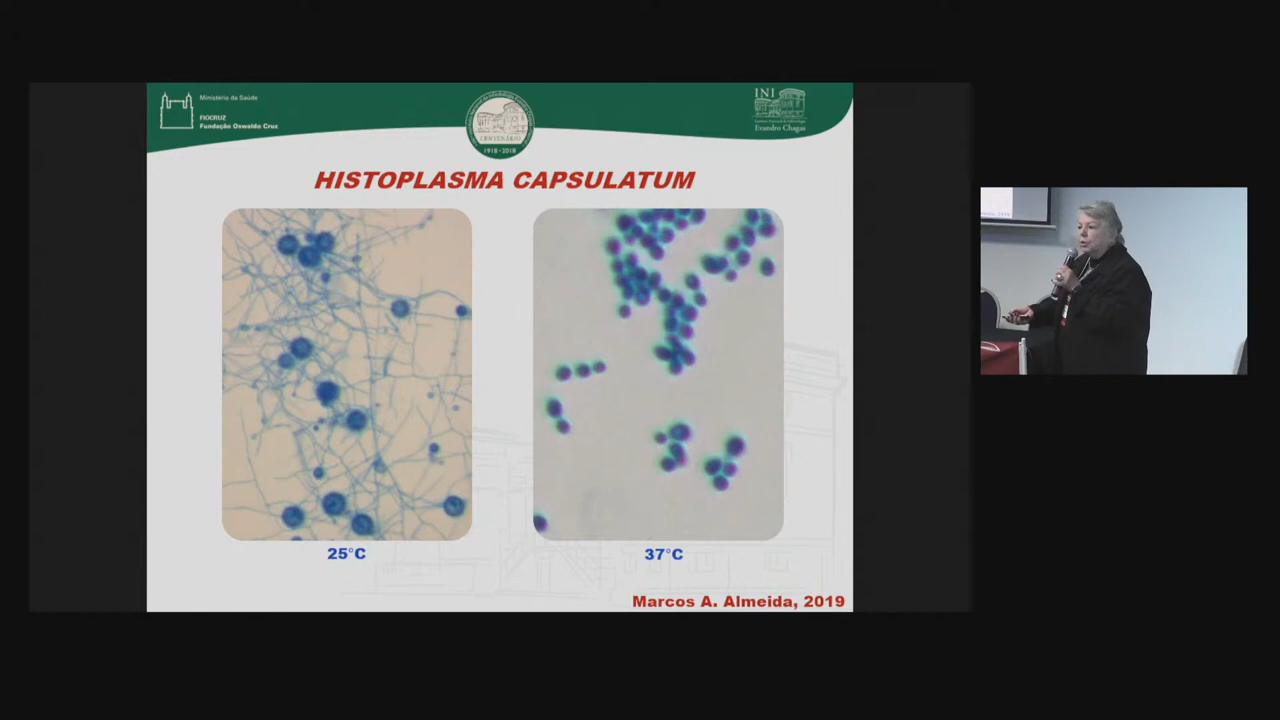 Ministério da Saúde
FIOCRUZ
Fundação Oswaldo Cruz
CENTENÁRIO
1918 - 2018
INI
Evandro Chagas
HISTOPLASMA CAPSULATUM
25°C
37°C
Marcos A. Almeida, 2019